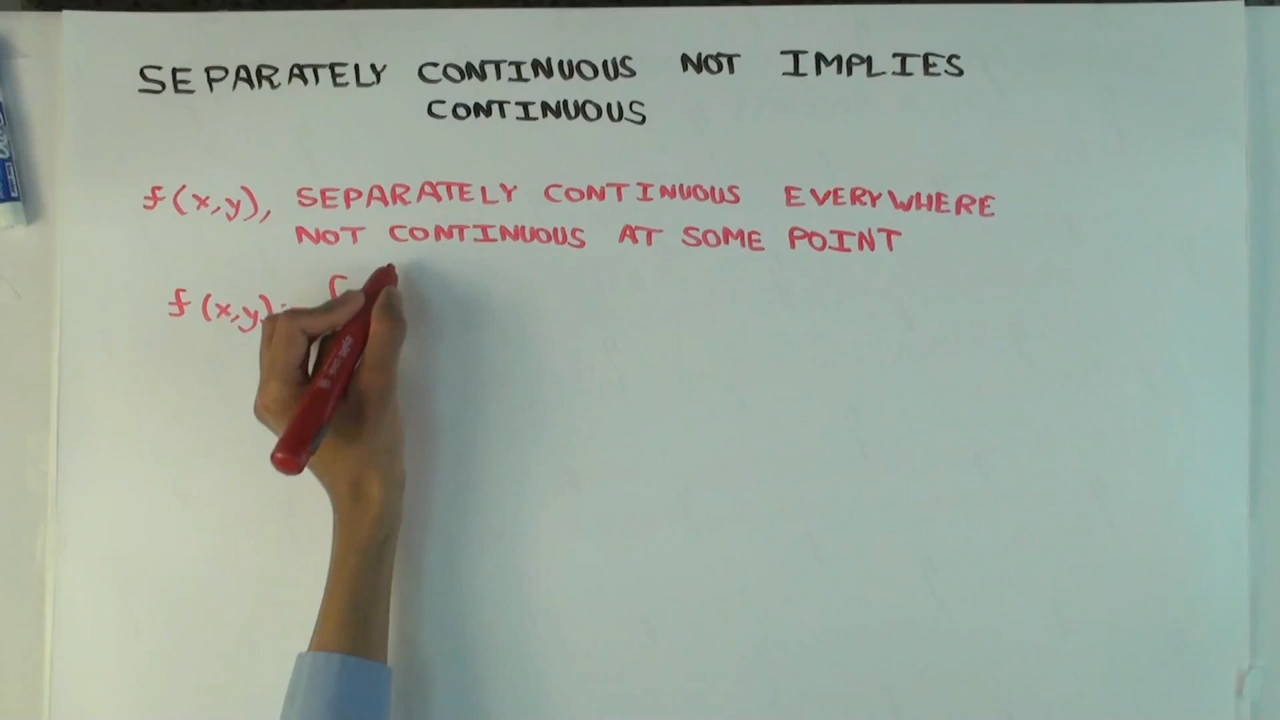 SEPARATELY CONTINUOUS NOT IMPLIES
CONTINUOUS
f(x,y), SEPARATELY CONTINUOUS EVERYWHERE
NOT CONTINUOUS AT SOME POINT
f(x,y)